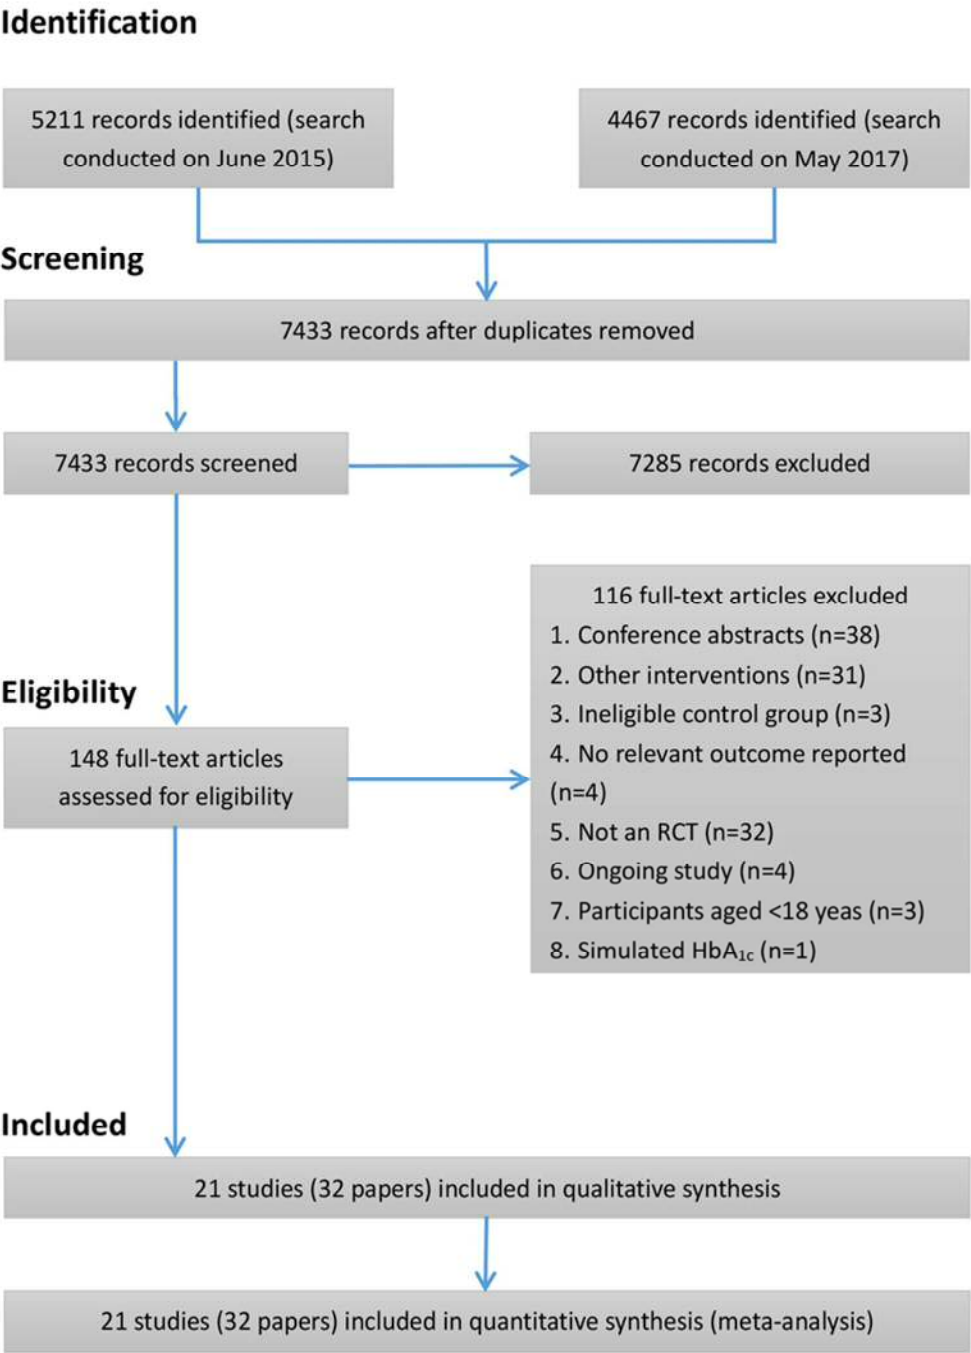 Identification
5211 records identified (search
conducted on June 2015)
4467 records identified (search
conducted on May 2017)
Screening
7433 records after duplicates removed
7433 records screened
7285 records excluded
116 full-text articles excluded
1. Conference abstracts (n=38)
2. Other interventions (n=31)
3. Ineligible control group (n=3)
4. No relevant outcome reported
(n=4)
5. Not an RCT (n=32)
6. Ongoing study (n=4)
7. Participants aged <18 yeas (n=3)
8. Simulated HbA1c (n=1)
Eligibility
148 full-text articles
assessed for eligibility
Included
21 studies (32 papers) included in qualitative synthesis
21 studies (32 papers) included in quantitative synthesis (meta-analysis)